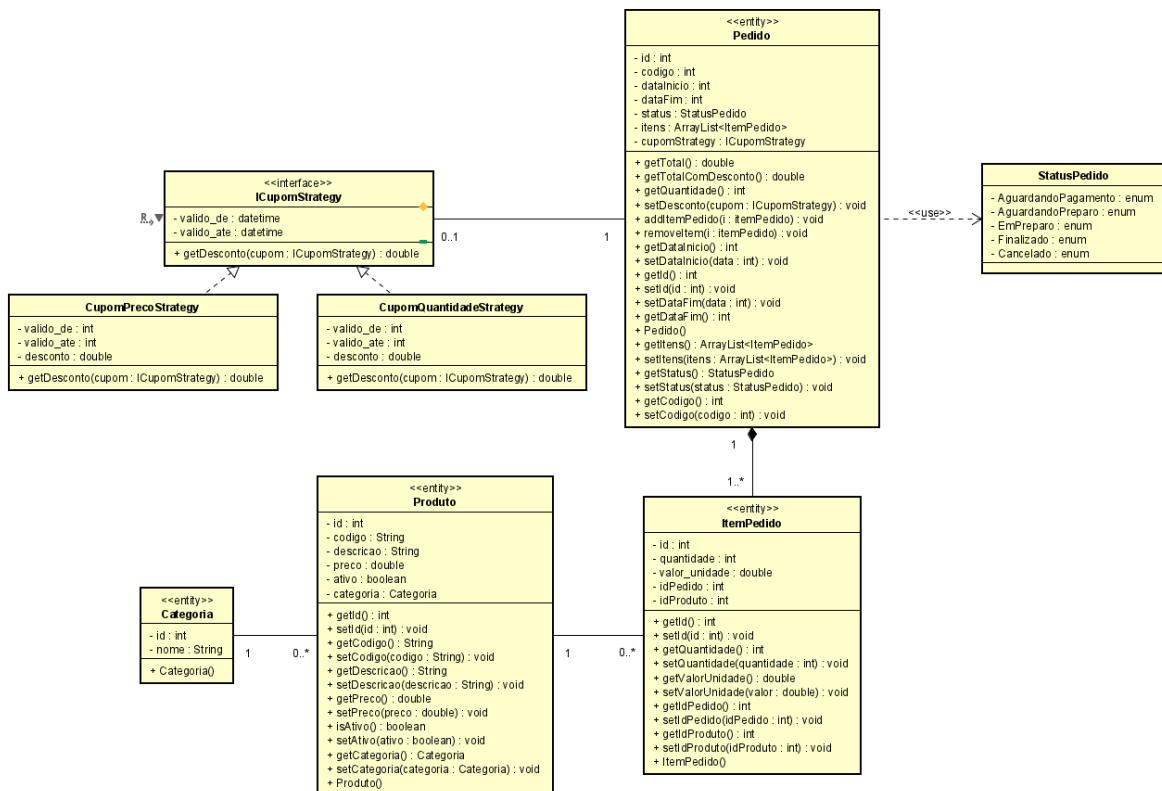 <<entity>>
Pedido
- id : int
- codigo : int
- dataInicio : int
- dataFim : int
- status : StatusPedido
- itens : ArrayList<ItemPedido>
- cupomStrategy : ICupomStrategy
+ getTotal() : double
+ getTotalComDesconto() : double
+ getQuantidade() : int
+ setDesconto(cupom : ICupomStrategy) : void
+ addItemPedido(i : itemPedido) : void
+ removeItem(i : itemPedido) : void
+ getDataInicio() : int
+ setDataInicio(data : int) : void
+ getId() : int
+ setId(id : int) : void
+ setDataFim(data : int) : void
+ getDataFim() : int
+ Pedido()
+ getItens() : ArrayList<ItemPedido>
+ setItens(itens : ArrayList<ItemPedido>) : void
+ getStatus() : StatusPedido
+ setStatus(status : StatusPedido) : void
+ getCodigo() : int
+ setCodigo(codigo : int) : void
<<interface>>
ICupomStrategy
- valido_de : datetime
- valido_ate : datetime
+ getDesconto(cupom : ICupomStrategy) : double
R...
0..1
1
<<use>>
StatusPedido
- AguardandoPagamento : enum
- AguardandoPreparo : enum
- EmPreparo : enum
- Finalizado : enum
- Cancelado : enum
CupomPrecoStrategy
- valido_de : int
- valido_ate : int
- desconto : double
+ getDesconto(cupom : ICupomStrategy) : double
CupomQuantidadeStrategy
- valido_de : int
- valido_ate : int
- desconto : double
+ getDesconto(cupom : ICupomStrategy) : double
1
1..*
<<entity>>
Produto
- id : int
- codigo : String
- descricao : String
- preco : double
- ativo : boolean
- categoria : Categoria
+ getId() : int
+ setId(id : int) : void
+ getCodigo() : String
+ setCodigo(codigo : String) : void
+ getDescricao() : String
+ setDescricao(descricao : String) : void
+ getPreco() : double
+ setPreco(preco : double) : void
+ isAtivo() : boolean
+ setAtivo(ativo : boolean) : void
+ getCategoria() : Categoria
+ setCategoria(categoria : Categoria) : void
+ Produto()
<<entity>>
ItemPedido
- id : int
- quantidade : int
- valor_unidade : double
- idPedido : int
- idProduto : int
+ getId() : int
+ setId(id : int) : void
+ getQuantidade() : int
+ setQuantidade(quantidade : int) : void
+ getValorUnidade() : double
+ setValorUnidade(valor : double) : void
+ getIdPedido() : int
+ setIdPedido(idPedido : int) : void
+ getIdProduto() : int
+ setIdProduto(idProduto : int) : void
+ ItemPedido()
<<entity>>
Categoria
- id : int
- nome : String
+ Categoria()
1
0..*
1
0..*